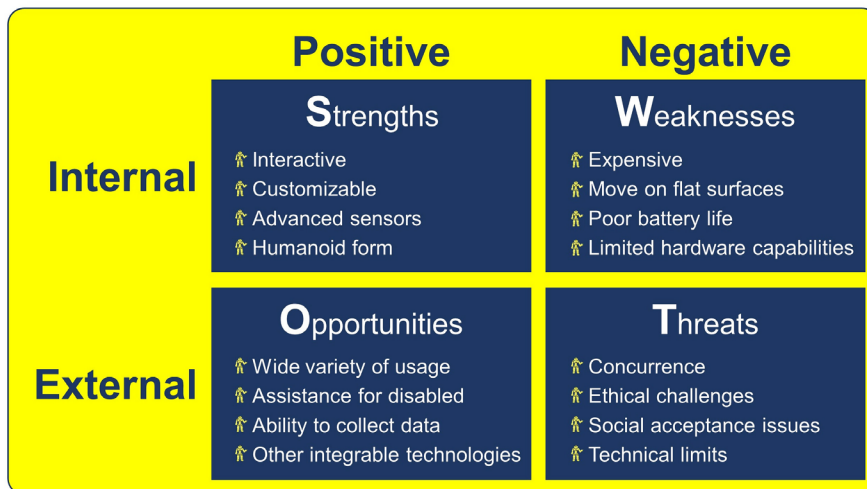 Positive
Negative
Internal
Strengths
Interactive
Customizable
Advanced sensors
Humanoid form
Weaknesses
Expensive
Move on flat surfaces
Poor battery life
Limited hardware capabilities
External
Opportunities
Wide variety of usage
Assistance for disabled
Ability to collect data
Other integrable technologies
Threats
Concurrence
Ethical challenges
Social acceptance issues
Technical limits